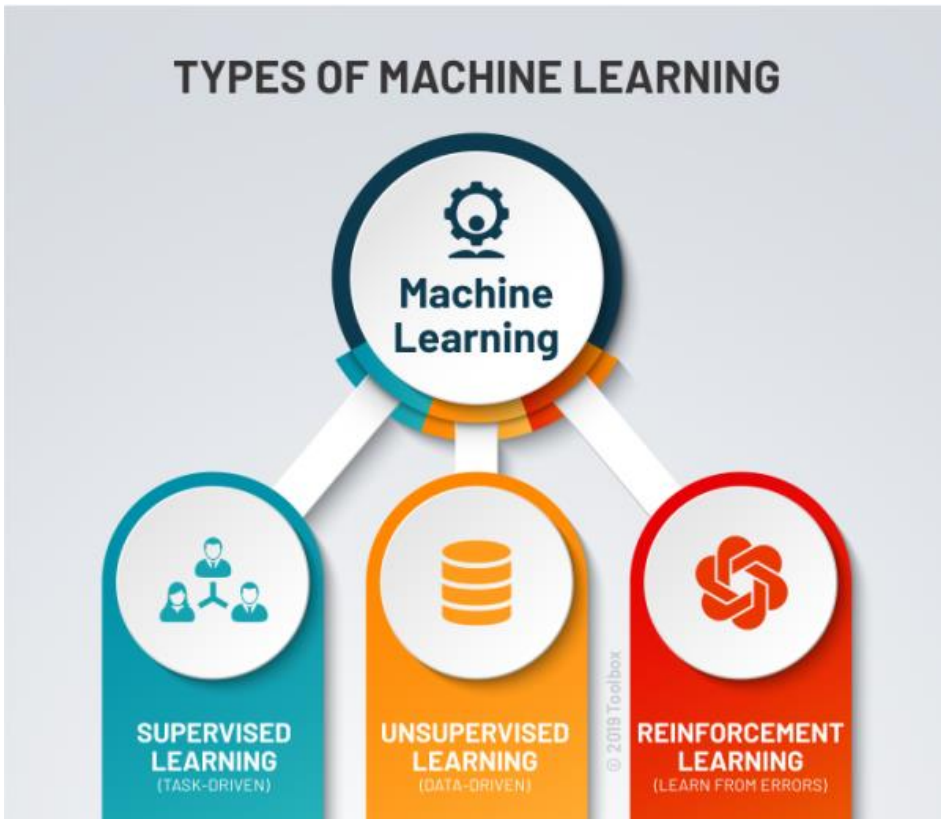 TYPES OF MACHINE LEARNING
Machine
Learning
SUPERVISED
LEARNING
(TASK-DRIVEN)
UNSUPERVISED
LEARNING
(DATA-DRIVEN)
© 2019 Toolbox
REINFORCEMENT
LEARNING
(LEARN FROM ERRORS)